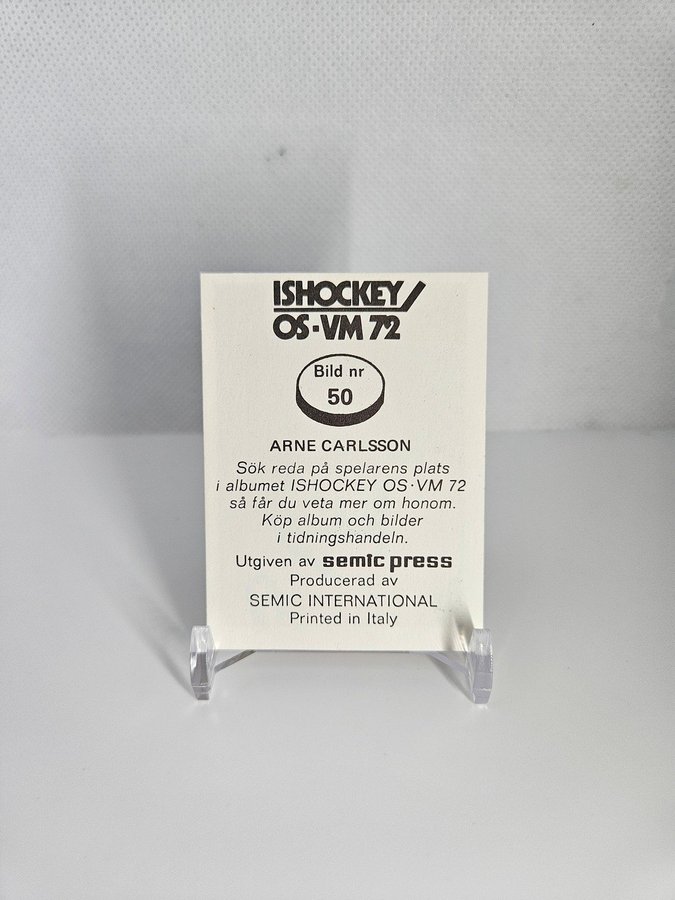 ISHOCKEY
OS·VM 72
Bild nr
50
ARNE CARLSSON
Sök reda på spelarens plats
i albumet ISHOCKEY OS·VM 72
så får du veta mer om honom.
Köp album och bilder
i tidningshandeln.
Utgiven av semic press
Producerad av
SEMIC INTERNATIONAL
Printed in Italy